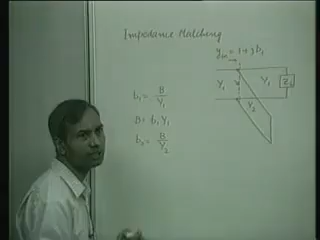 Impedance Matching
y_in = 1 + jb_1
b_1 = B / Y_1
B = b_1 Y_1
b_2 = B / Y_2
Y_1
Y_1
Y_2